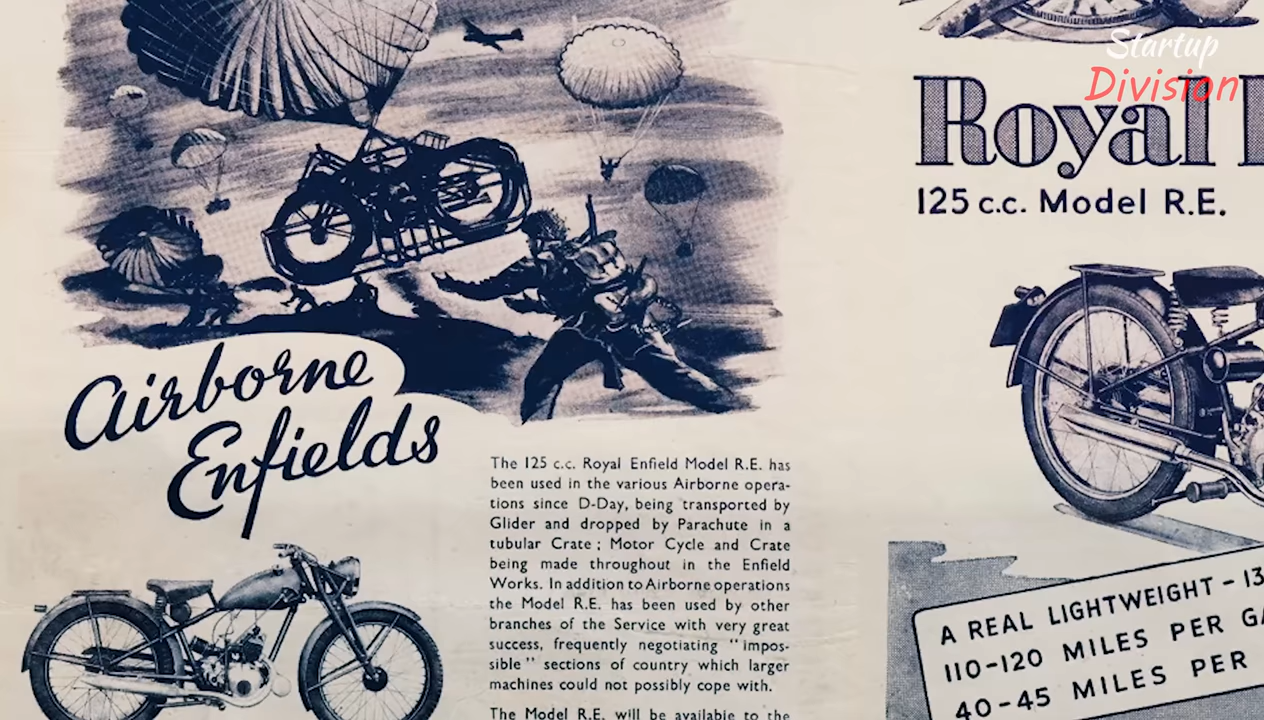 Startup
Division
Royal
125 c.c. Model R.E.
Airborne
Enfields
The 125 c.c. Royal Enfield Model R.E. has
been used in the various Airborne opera-
tions since D-Day, being transported by
Glider and dropped by Parachute in a
tubular Crate ; Motor Cycle and Crate
being made throughout in the Enfield
Works. In addition to Airborne operations
the Model R.E. has been used by other
branches of the Service with very great
success, frequently negotiating "impos-
sible" sections of country which larger
machines could not possibly cope with.
The Model R.E. will be available to the
A REAL LIGHTWEIGHT – 13
110–120 MILES PER GA
40–45 MILES PER